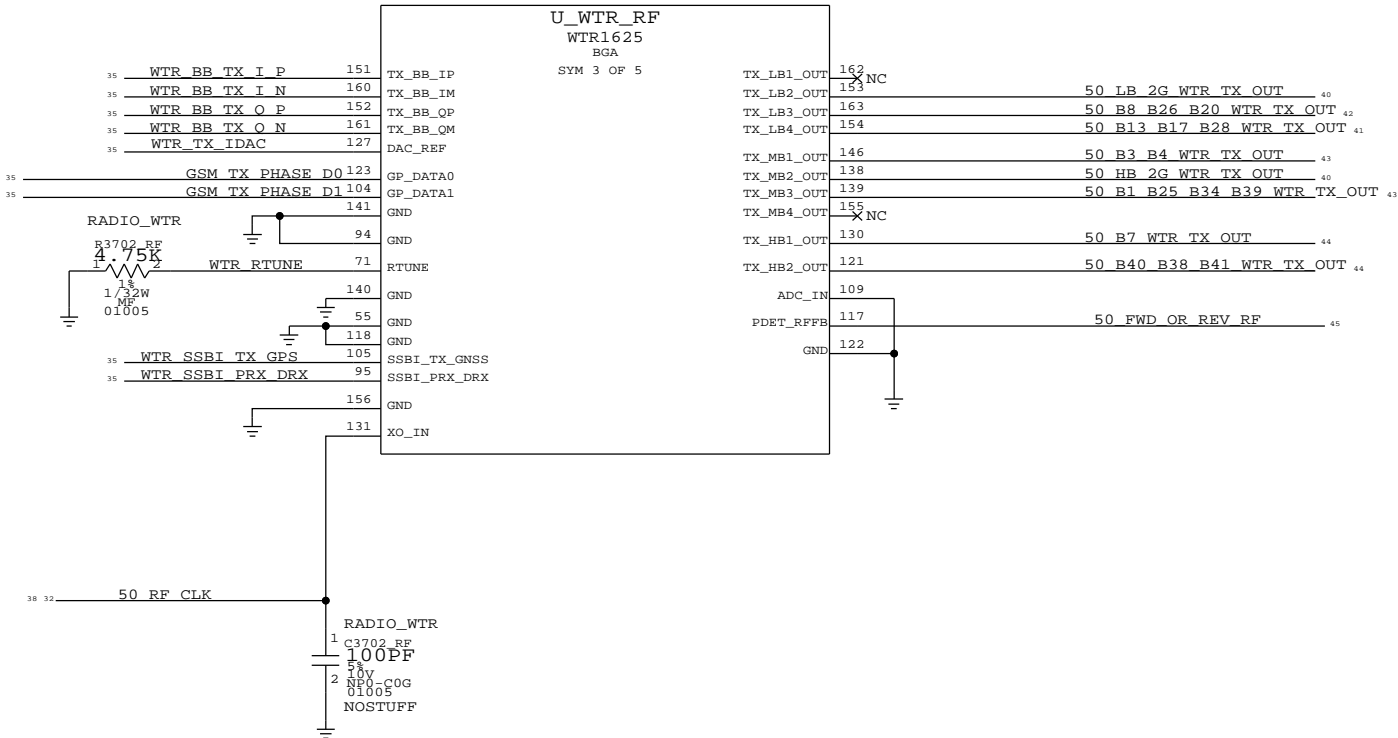 U_WTR_RF
WTR1625
BGA
SYM 3 OF 5
35 WTR_BB_TX_I_P 151 TX_BB_IP
35 WTR_BB_TX_I_N 160 TX_BB_IM
35 WTR_BB_TX_Q_P 152 TX_BB_QP
35 WTR_BB_TX_Q_N 161 TX_BB_QM
35 WTR_TX_IDAC 127 DAC_REF
35 GSM_TX_PHASE_D0 123 GP_DATA0
35 GSM_TX_PHASE_D1 104 GP_DATA1
141 GND
94 GND
RADIO_WTR
R3702_RF
4.75K
1 2
1%
1/32W
MF
01005
WTR_RTUNE 71 RTUNE
140 GND
55 GND
118 GND
35 WTR_SSBI_TX_GPS 105 SSBI_TX_GNSS
35 WTR_SSBI_PRX_DRX 95 SSBI_PRX_DRX
156 GND
131 XO_IN
TX_LB1_OUT 162 NC
TX_LB2_OUT 153 50_LB_2G_WTR_TX_OUT 40
TX_LB3_OUT 163 50_B8_B26_B20_WTR_TX_OUT 42
TX_LB4_OUT 154 50_B13_B17_B28_WTR_TX_OUT 41
TX_MB1_OUT 146 50_B3_B4_WTR_TX_OUT 43
TX_MB2_OUT 138 50_HB_2G_WTR_TX_OUT 40
TX_MB3_OUT 139 50_B1_B25_B34_B39_WTR_TX_OUT 43
TX_MB4_OUT 155 NC
TX_HB1_OUT 130 50_B7_WTR_TX_OUT 44
TX_HB2_OUT 121 50_B40_B38_B41_WTR_TX_OUT 44
ADC_IN 109
PDET_RFFB 117 50_FWD_OR_REV_RF 45
GND 122
38 32 50_RF_CLK
RADIO_WTR
1 C3702_RF
100PF
5%
10V
2 NP0-C0G
01005
NOSTUFF